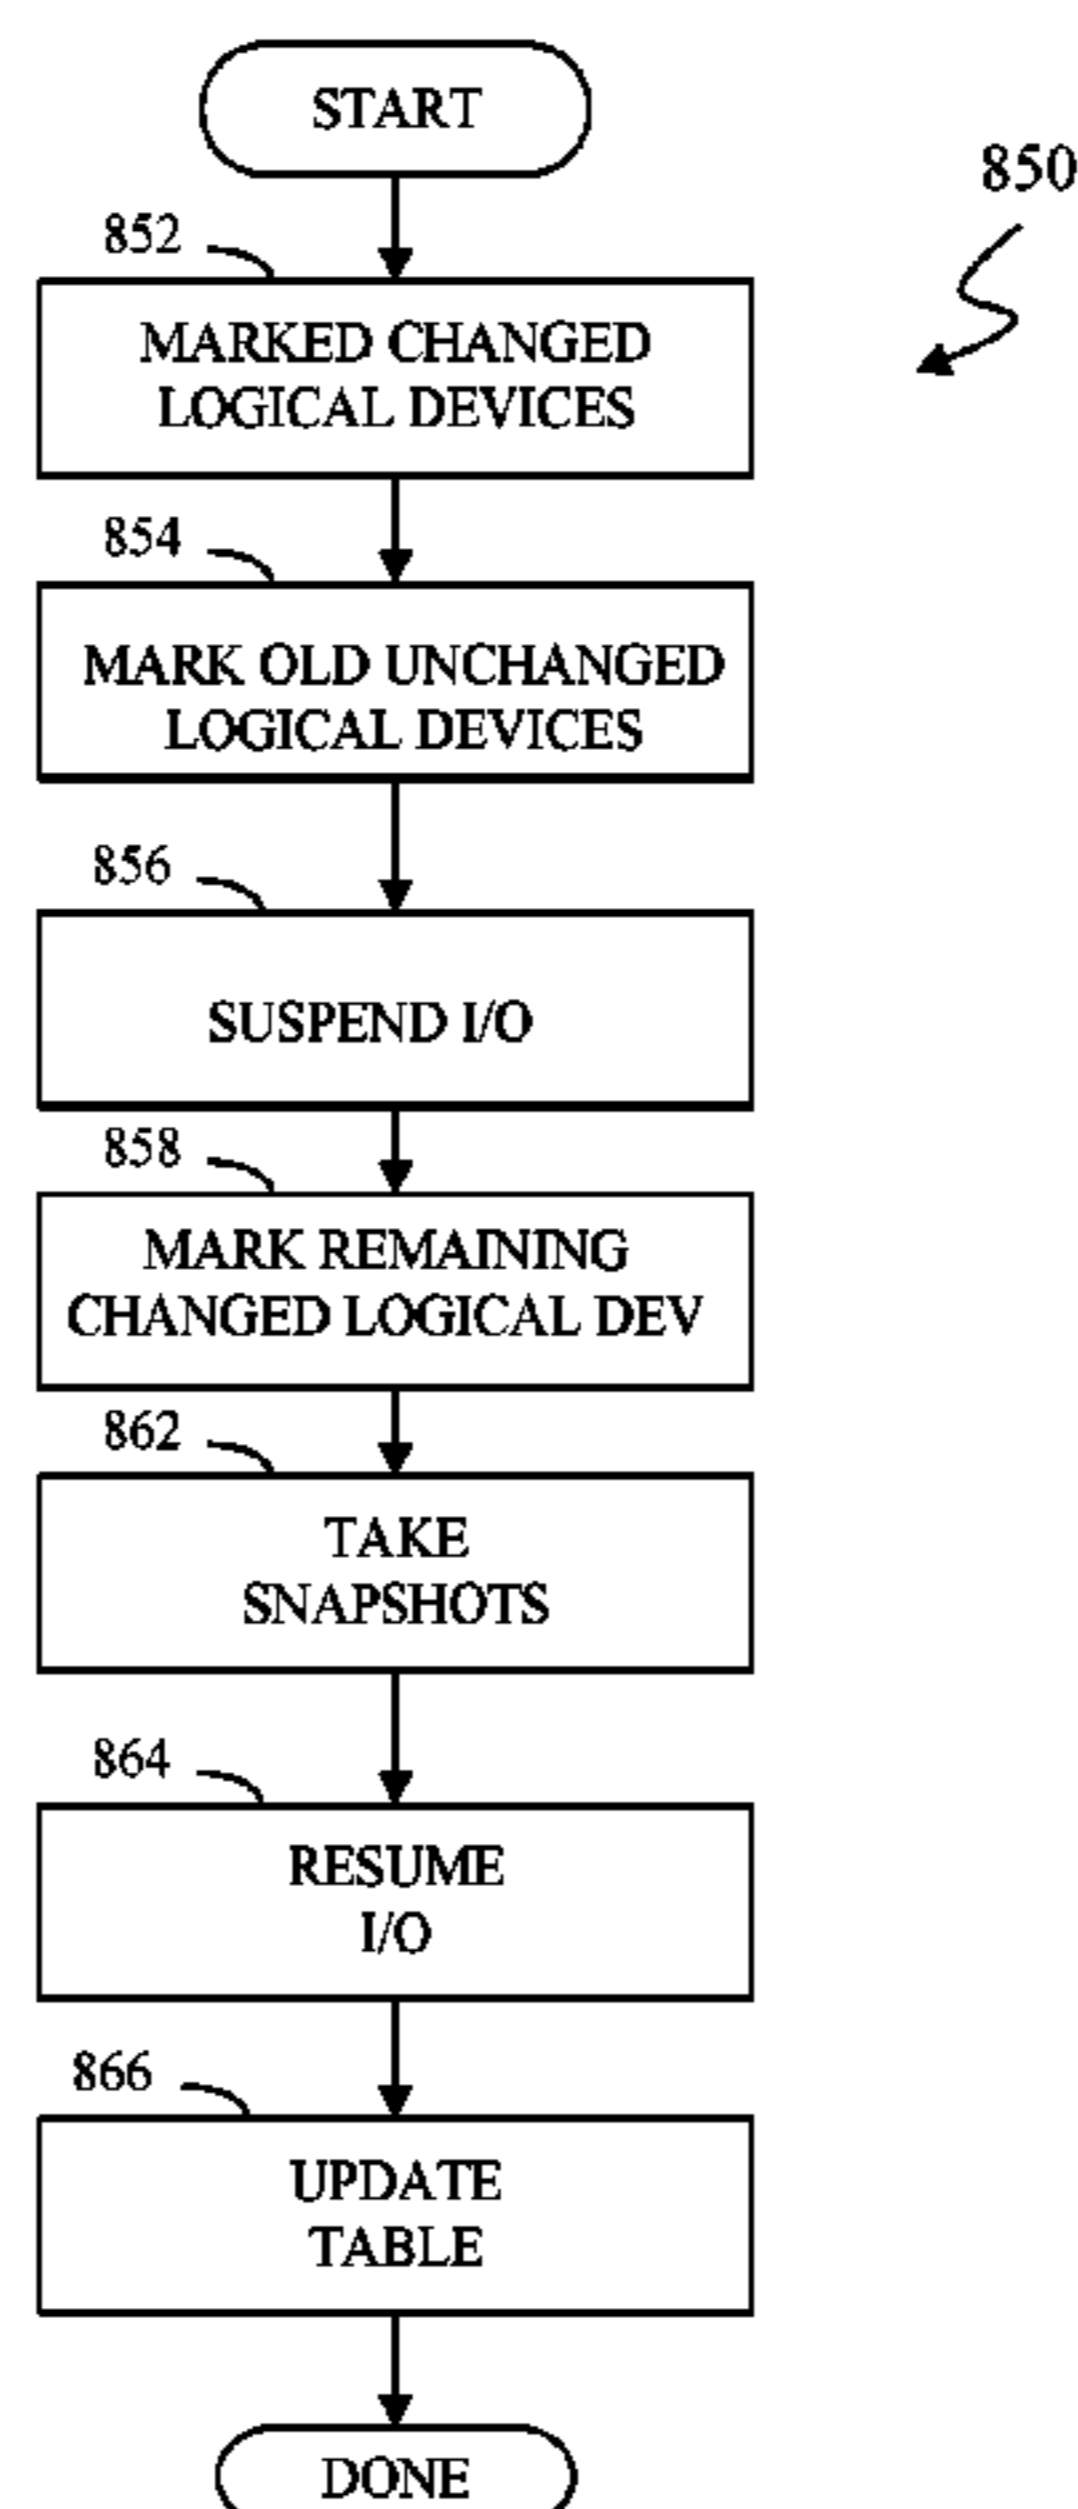 START
850
852
MARKED CHANGED
LOGICAL DEVICES
854
MARK OLD UNCHANGED
LOGICAL DEVICES
856
SUSPEND I/O
858
MARK REMAINING
CHANGED LOGICAL DEV
862
TAKE
SNAPSHOTS
864
RESUME
I/O
866
UPDATE
TABLE
DONE